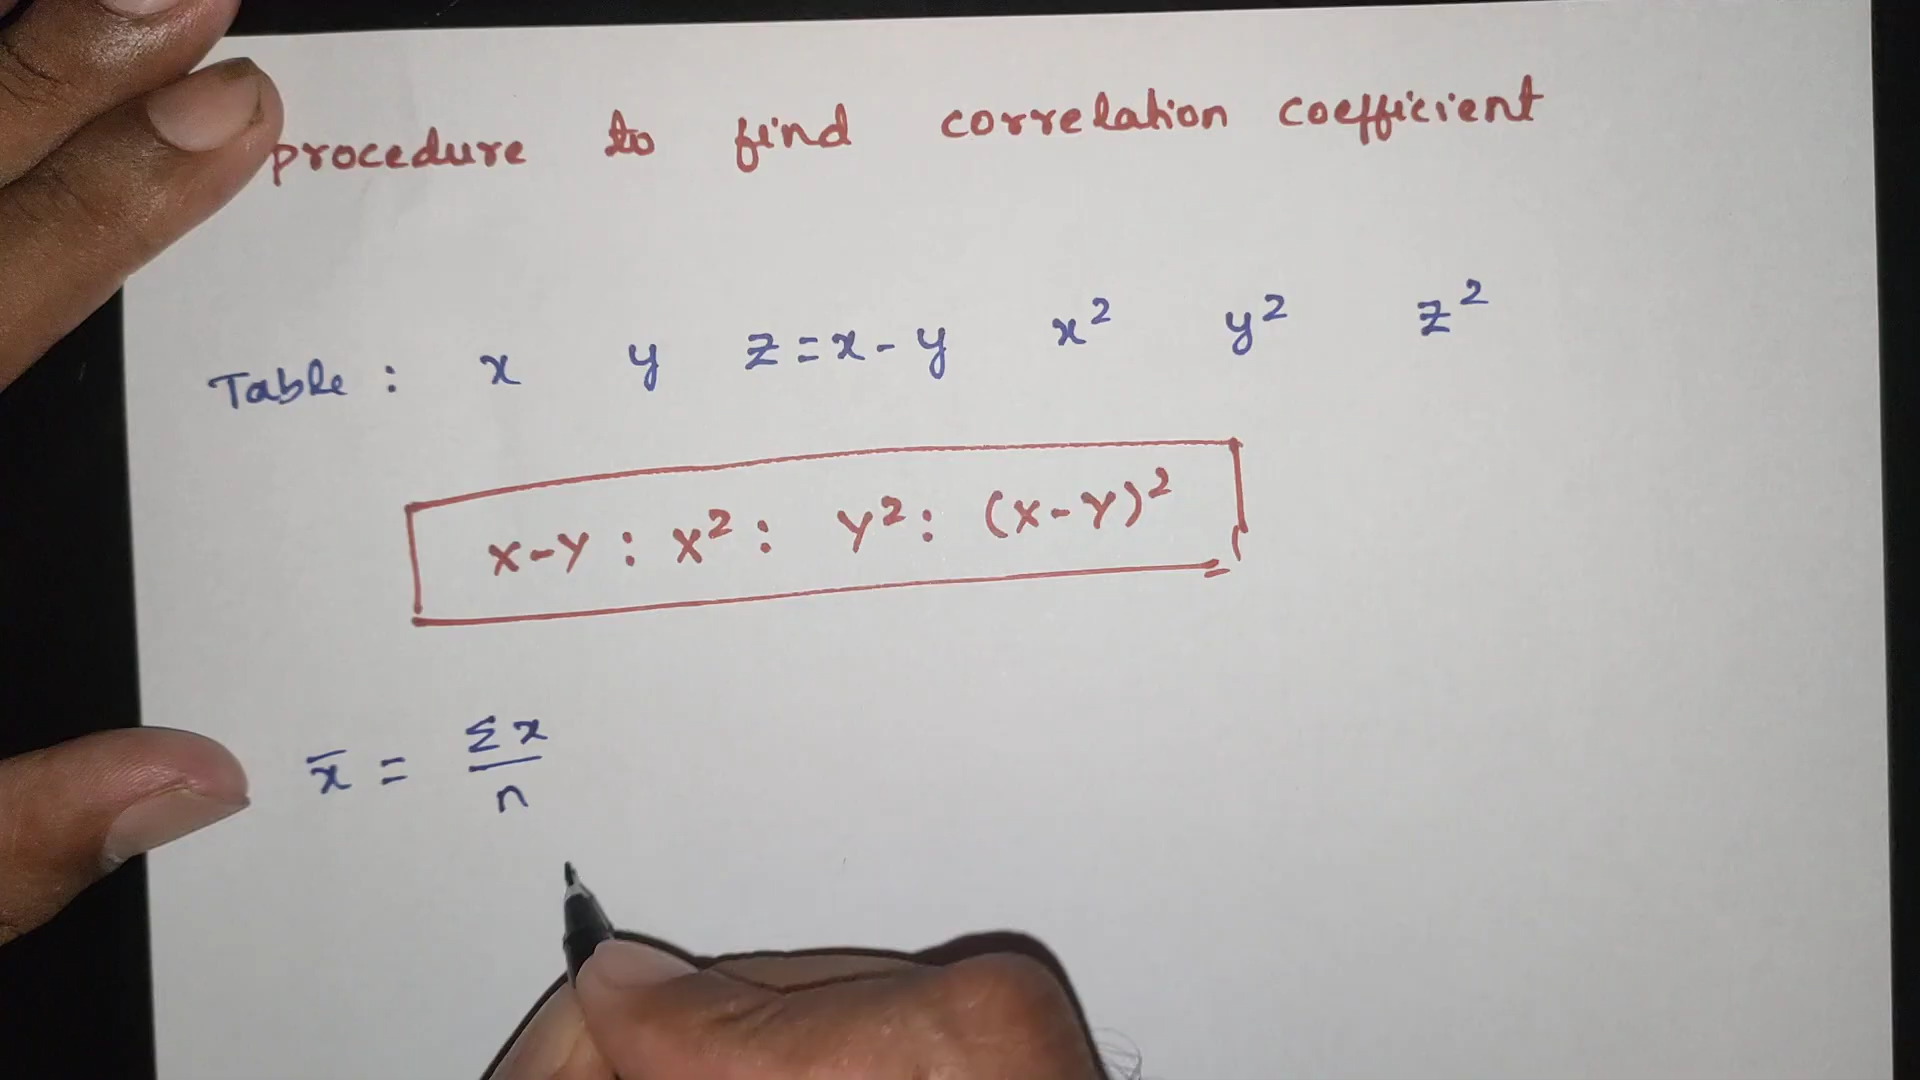 procedure to find correlation coefficient
Table : x y z = x - y x² y² z²
x-y : x² : y² : (x-y)²
x̄ = Σx/n